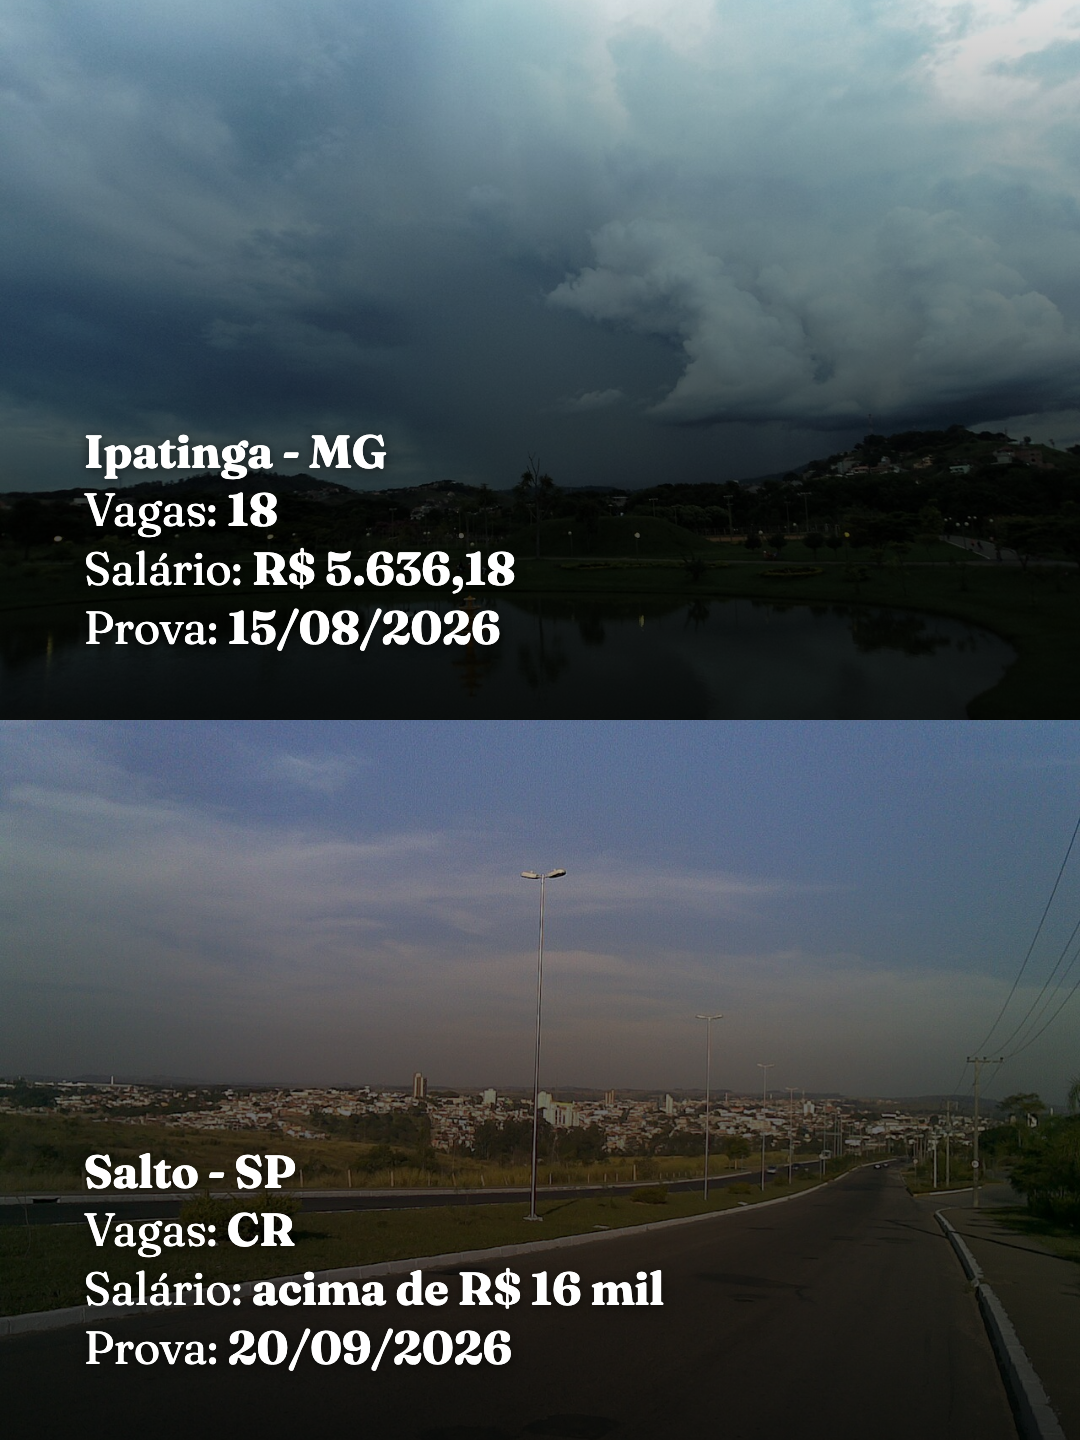 Ipatinga - MG
Vagas: 18
Salário: R$ 5.636,18
Prova: 15/08/2026
Salto - SP
Vagas: CR
Salário: acima de R$ 16 mil
Prova: 20/09/2026